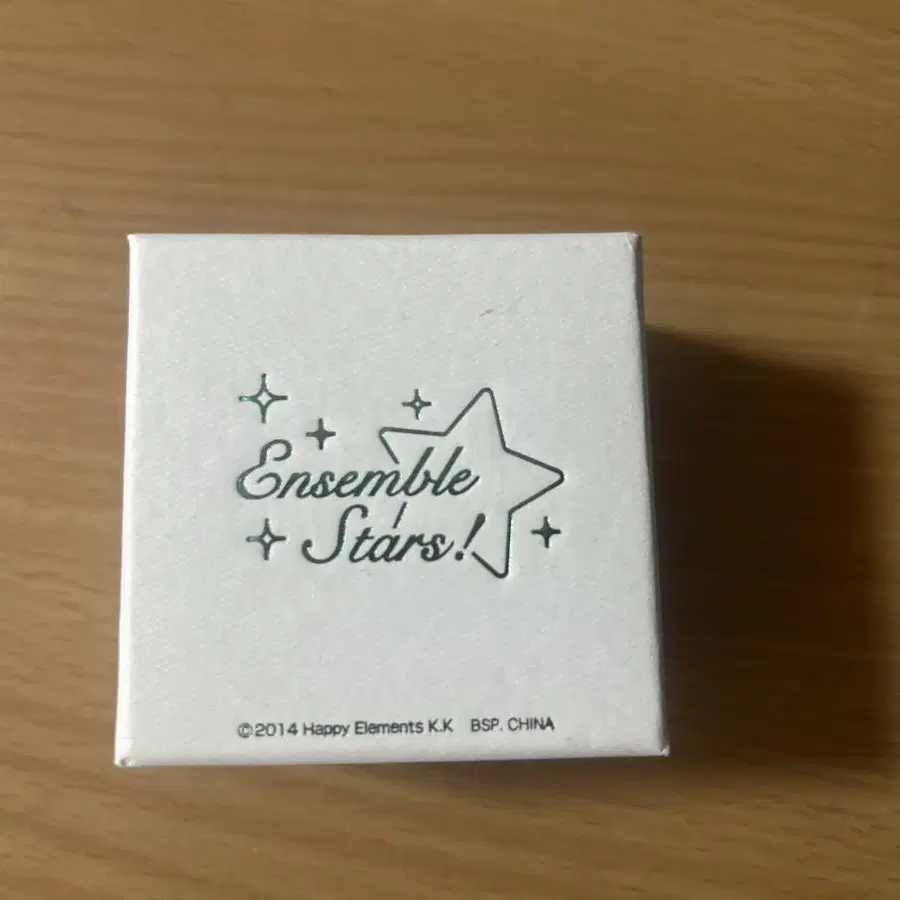 Ensemble
Stars!
©2014 Happy Elements K.K BSP. CHINA